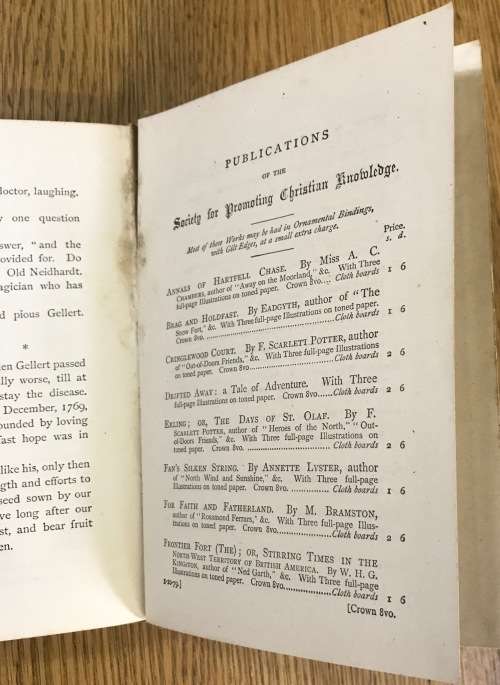 doctor, laughing.
one question
swer, "and the
ovided for. Do
Old Neidhardt.
agician who has
d pious Gellert.
*
en Gellert passed
lly worse, till at
stay the disease.
December, 1769,
ounded by loving
fast hope was in
like his, only then
ngth and efforts to
seed sown by our
ve long after our
st, and bear fruit
en.
PUBLICATIONS
OF THE
Society for Promoting Christian Knowledge.
Most of these Works may be had in Ornamental Bindings,
with Gilt Edges, at a small extra charge.
Price.
s. d.
ANNALS OF HARTFELL CHASE. By MISS A. C.
CHAMBERS, author of "Away on the Moorland," &c. With Three
full-page Illustrations on toned paper. Crown 8vo.... Cloth boards 1 6
BRAG AND HOLDFAST. By EADGYTH, author of "The
Snow Fort," &c. With Three full-page Illustrations on toned paper.
Crown 8vo. Cloth boards 1 6
CRINGLEWOOD COURT. By F. SCARLETT POTTER, author
of "Out-of-Doors Friends," &c. With Three full-page Illustrations
on toned paper. Crown 8vo. Cloth boards 2 6
DRIFTED AWAY: a Tale of Adventure. With Three
full-page Illustrations on toned paper. Crown 8vo. Cloth boards 2 6
ERLING; OR, THE DAYS OF ST. OLAF. By F.
SCARLETT POTTER, author of "Heroes of the North," "Out-
of-Doors Friends," &c. With Three full-page Illustrations on
toned paper. Crown 8vo. Cloth boards 2 6
FAN'S SILKEN STRING. By ANNETTE LYSTER, author
of "North Wind and Sunshine," &c. With Three full-page
Illustrations on toned paper. Crown 8vo. Cloth boards 1 6
FOR FAITH AND FATHERLAND. By M. BRAMSTON,
author of "Rosamond Ferrars," &c. With Three full-page Illus-
trations on toned paper. Crown 8vo. Cloth boards 2 6
FRONTIER FORT (THE); OR, STIRRING TIMES IN THE
NORTH WEST TERRITORY OF BRITISH AMERICA. By W. H. G.
KINGSTON, author of "Ned Garth," &c. With Three full-page
Illustrations on toned paper. Crown 8vo. Cloth boards 1 6
[Crown 8vo.